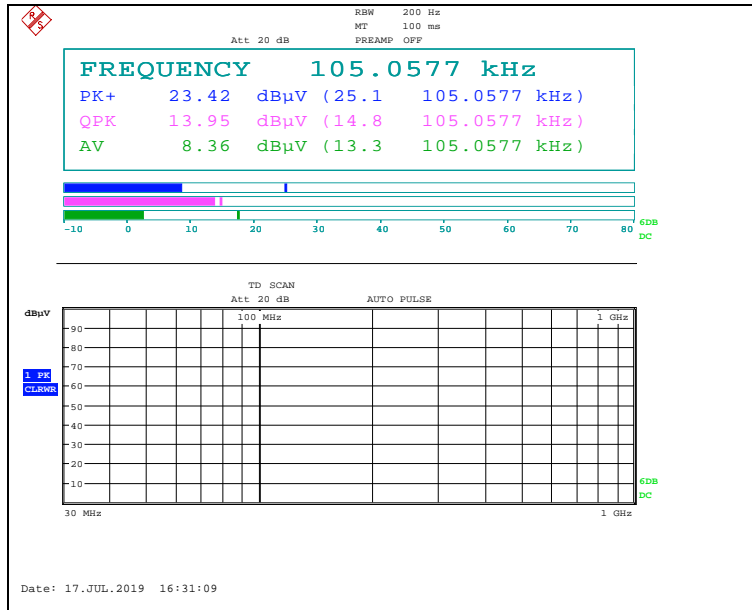 R
S
RBW 200 Hz
MT 100 ms
Att 20 dB PREAMP OFF
FREQUENCY 105.0577 kHz
PK+ 23.42 dBµV (25.1 105.0577 kHz)
QPK 13.95 dBµV (14.8 105.0577 kHz)
AV 8.36 dBµV (13.3 105.0577 kHz)
-10 0 10 20 30 40 50 60 70 80
6DB
DC
TD SCAN
Att 20 dB AUTO PULSE
dBµV
100 MHz 1 GHz
90
80
70
1 PK
60
CLRWR
50
40
30
20
10
6DB
DC
30 MHz 1 GHz
Date: 17.JUL.2019 16:31:09